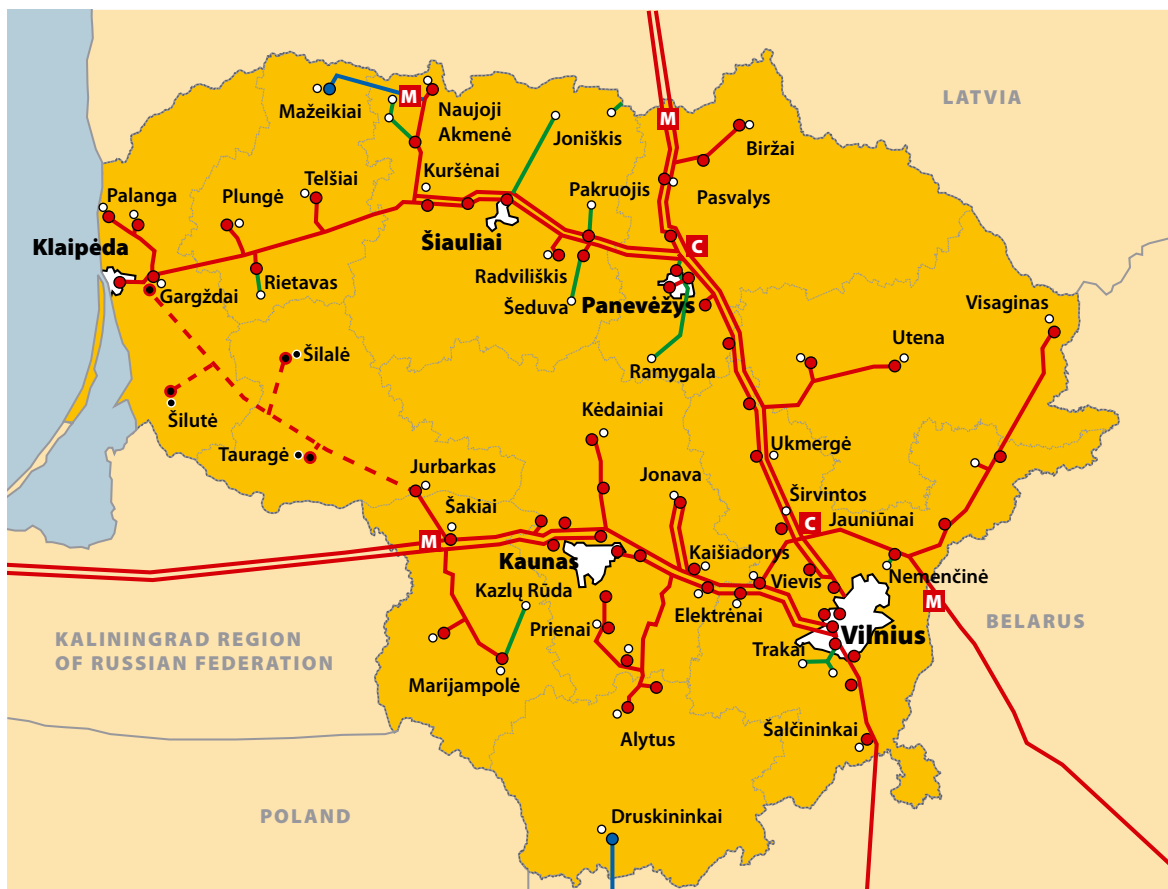 LATVIA
M
Mažeikiai
Naujoji
Akmenė
M
Joniškis
Biržai
Kuršėnai
Telšiai
Palanga
Plungė
Pakruojis
Pasvalys
Klaipėda
Šiauliai
C
Radviliškis
Gargždai
Rietavas
Šeduva
Panevėžys
Visaginas
Utena
Šilalė
Ramygala
Šilutė
Kėdainiai
Tauragė
Ukmergė
Jurbarkas
Jonava
Širvintos
Šakiai
C
Jauniūnai
M
Kaunas
Kaišiadorys
Vievis
Nemenčinė
Kazlų Rūda
M
Elektrėnai
BELARUS
KALININGRAD REGION
OF RUSSIAN FEDERATION
Prienai
Vilnius
Trakai
Marijampolė
Šalčininkai
Alytus
POLAND
Druskininkai